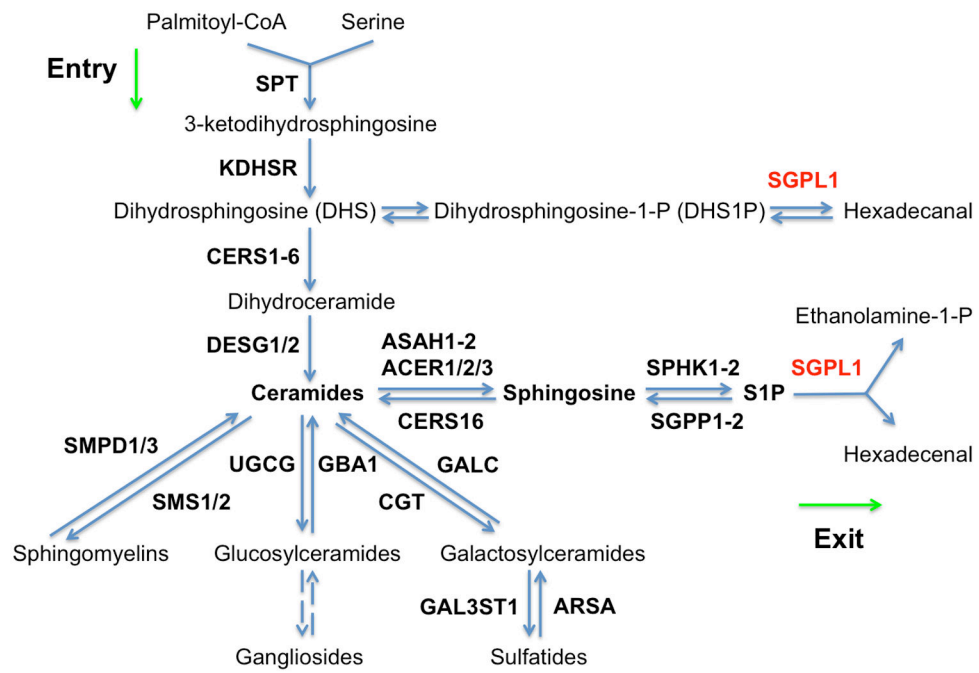 Palmitoyl-CoA Serine
Entry
SPT
3-ketodihydrosphingosine
KDHSR
SGPL1
Dihydrosphingosine (DHS) Dihydrosphingosine-1-P (DHS1P) Hexadecanal
CERS1-6
Dihydroceramide
Ethanolamine-1-P
DESG1/2
ASAH1-2
ACER1/2/3
SPHK1-2
SGPL1
Ceramides Sphingosine S1P
CERS16
SGPP1-2
SMPD1/3
UGCG
GBA1
GALC
Hexadecenal
SMS1/2
CGT
Exit
Sphingomyelins Glucosylceramides Galactosylceramides
GAL3ST1
ARSA
Gangliosides Sulfatides